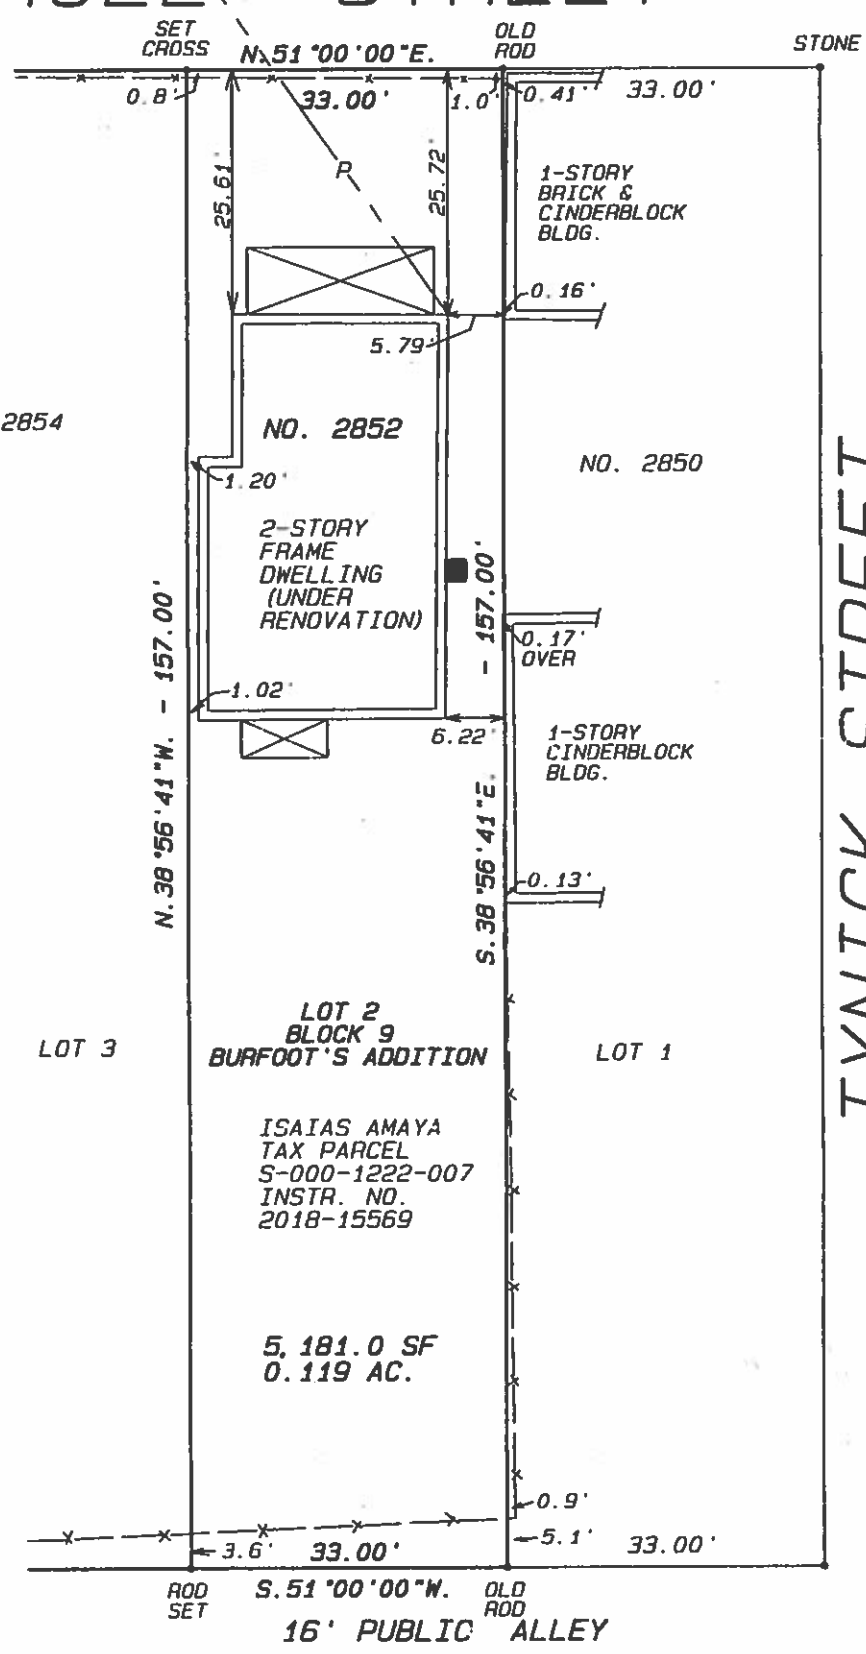 STREET
SET
CROSS
N.51°00'00"E.
OLD
ROD
STONE
0.8'
33.00'
1.0'
0.41'
33.00'
25.61'
P
25.72'
1-STORY
BRICK &
CINDERBLOCK
BLDG.
0.16'
5.79'
2854
NO. 2852
NO. 2850
1.20'
2-STORY
FRAME
DWELLING
(UNDER
RENOVATION)
N.38°56'41"W. - 157.00'
S.38°56'41"E. - 157.00'
0.17'
OVER
1.02'
6.22'
1-STORY
CINDERBLOCK
BLDG.
0.13'
LOT 3
LOT 2
BLOCK 9
BURFOOT'S ADDITION
LOT 1
ISAIAS AMAYA
TAX PARCEL
S-000-1222-007
INSTR. NO.
2018-15569
5,181.0 SF
0.119 AC.
0.9'
3.6'
33.00'
5.1'
33.00'
ROD
SET
S.51°00'00"W.
OLD
ROD
16' PUBLIC ALLEY
STREET